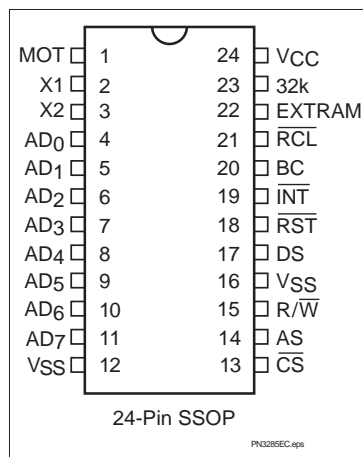 MOT 1 24 VCC
X1 2 23 32k
X2 3 22 EXTRAM
AD0 4 21 RCL
AD1 5 20 BC
AD2 6 19 INT
AD3 7 18 RST
AD4 8 17 DS
AD5 9 16 VSS
AD6 10 15 R/W
AD7 11 14 AS
VSS 12 13 CS
24-Pin SSOP
PN3285EC.eps